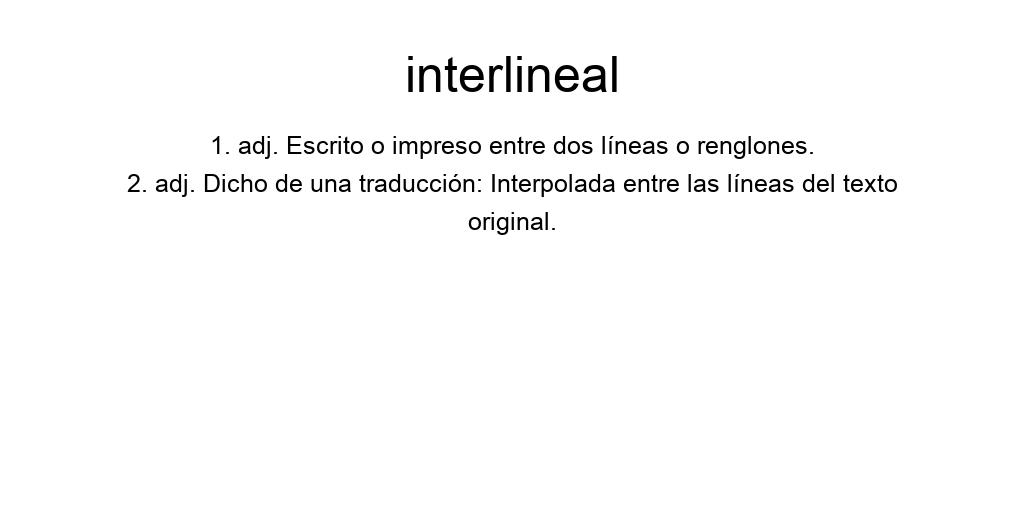 interlineal
1. adj. Escrito o impreso entre dos líneas o renglones.
2. adj. Dicho de una traducción: Interpolada entre las líneas del texto
original.